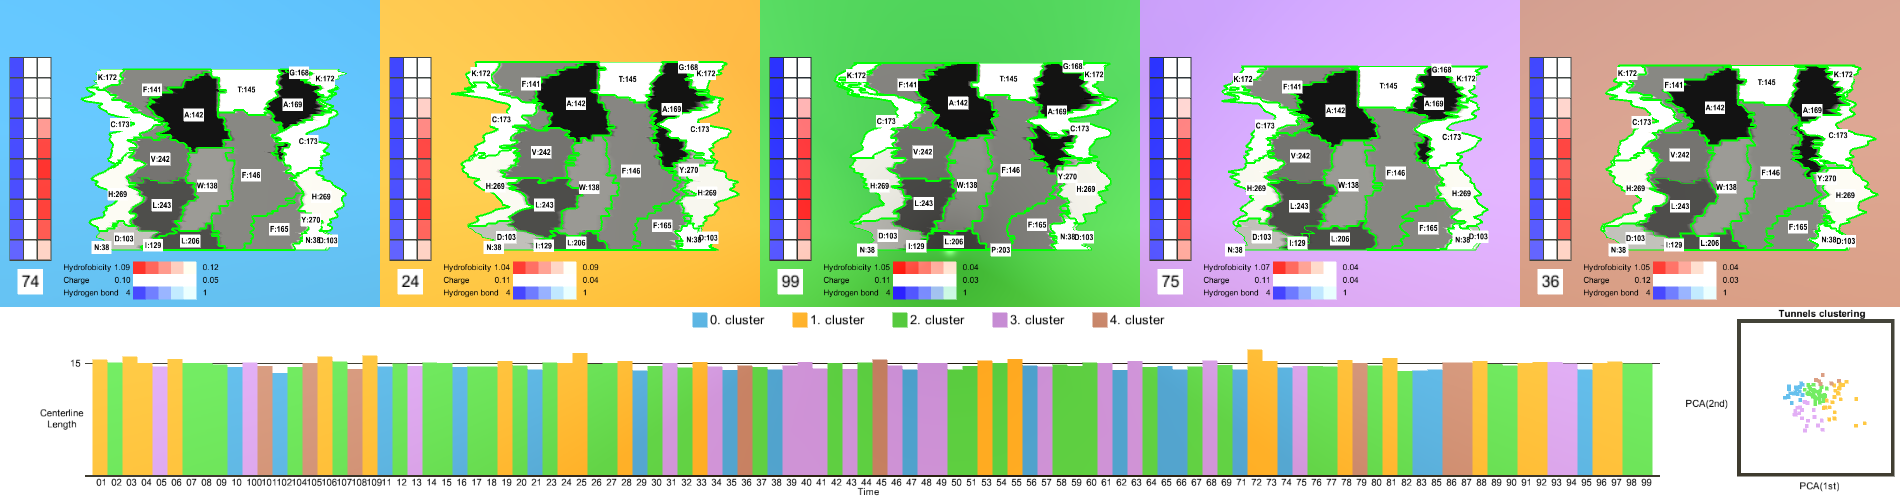 K:172 F:141 T:145 G:168 K:172
A:142 A:169
C:173 C:173
V:242 F:146
W:138
H:269 L:243 H:269
F:165 Y:270
D:103 N:38 D:103
N:38 I:129 L:206
74
Hydrofobicity 1.09 0.12
Charge 0.10 0.05
Hydrogen bond 4 1
K:172 F:141 T:145 G:168 K:172
A:142 A:169
C:173 C:173
V:242 F:146 Y:270
H:269 W:138 H:269
L:243 F:165
D:103 N:38 D:103
N:38 I:129 L:206
24
Hydrofobicity 1.04 0.09
Charge 0.11 0.04
Hydrogen bond 4 1
K:172 F:141 T:145 G:168 K:172
A:142 A:169
C:173 C:173
V:242 F:146 Y:270
H:269 W:138 H:269
L:243 F:165
D:103 N:38 D:103
N:38 I:129 L:206 P:203
99
Hydrofobicity 1.05 0.04
Charge 0.11 0.03
Hydrogen bond 4 1
K:172 F:141 T:145 G:168 K:172
A:142 A:169
C:173 C:173
V:242 F:146
H:269 W:138 H:269
L:243 F:165 Y:270
N:38 D:103
N:38 I:129 L:206
75
Hydrofobicity 1.07 0.04
Charge 0.11 0.04
Hydrogen bond 4 1
K:172 F:141 T:145 G:168 K:172
A:142 A:169
C:173 C:173
V:242 F:146 Y:270
H:269 W:138 H:269
L:243 F:165
D:103 N:38 D:103
N:38 I:129 L:206
36
Hydrofobicity 1.05 0.04
Charge 0.12 0.03
Hydrogen bond 4 1
0. cluster 1. cluster 2. cluster 3. cluster 4. cluster
15
Centerline
Length
01 02 03 04 05 06 07 08 09 10 100 101 102 104 105 106 107 108 109 11 12 13 14 15 16 17 18 19 20 21 22 23 24 25 26 27 28 29 30 31 32 33 34 35 36 37 38 39 40 41 42 43 44 45 46 47 48 49 50 51 53 54 55 56 57 58 59 60 61 62 63 64 65 66 67 68 69 71 72 73 74 75 76 77 78 79 80 81 82 83 85 86 87 88 89 90 91 92 93 94 95 96 97 98 99
Time
Tunnels clustering
PCA(2nd)
PCA(1st)